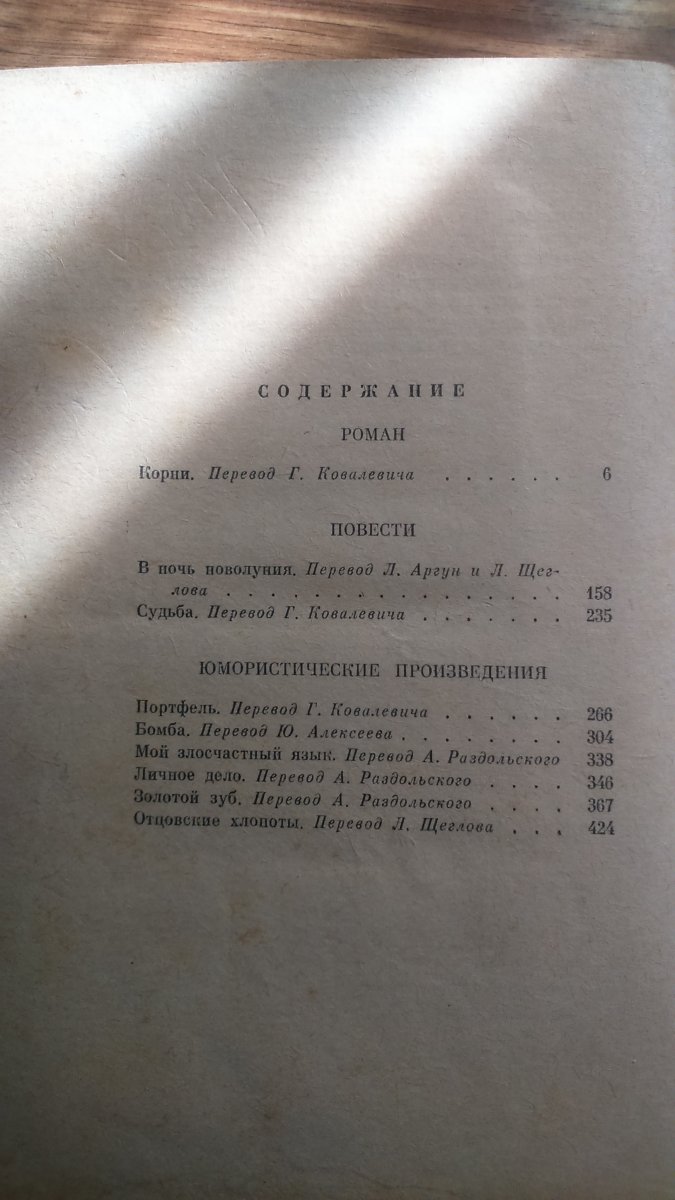 СОДЕРЖАНИЕ
РОМАН
Корни. Перевод Г. Ковалевича . . . . . . 6
ПОВЕСТИ
В ночь новолуния. Перевод Л. Аргун и Л. Щег-
лова . . . . . . . . . . . . . . . . 158
Судьба. Перевод Г. Ковалевича . . . . . . . 235
ЮМОРИСТИЧЕСКИЕ ПРОИЗВЕДЕНИЯ
Портфель. Перевод Г. Ковалевича . . . . . . 266
Бомба. Перевод Ю. Алексеева . . . . . . . . 304
Мой злосчастный язык. Перевод А. Раздольского 338
Личное дело. Перевод А. Раздольского . . . . 346
Золотой зуб. Перевод А. Раздольского . . . . 367
Отцовские хлопоты. Перевод Л. Щеглова . . . 424